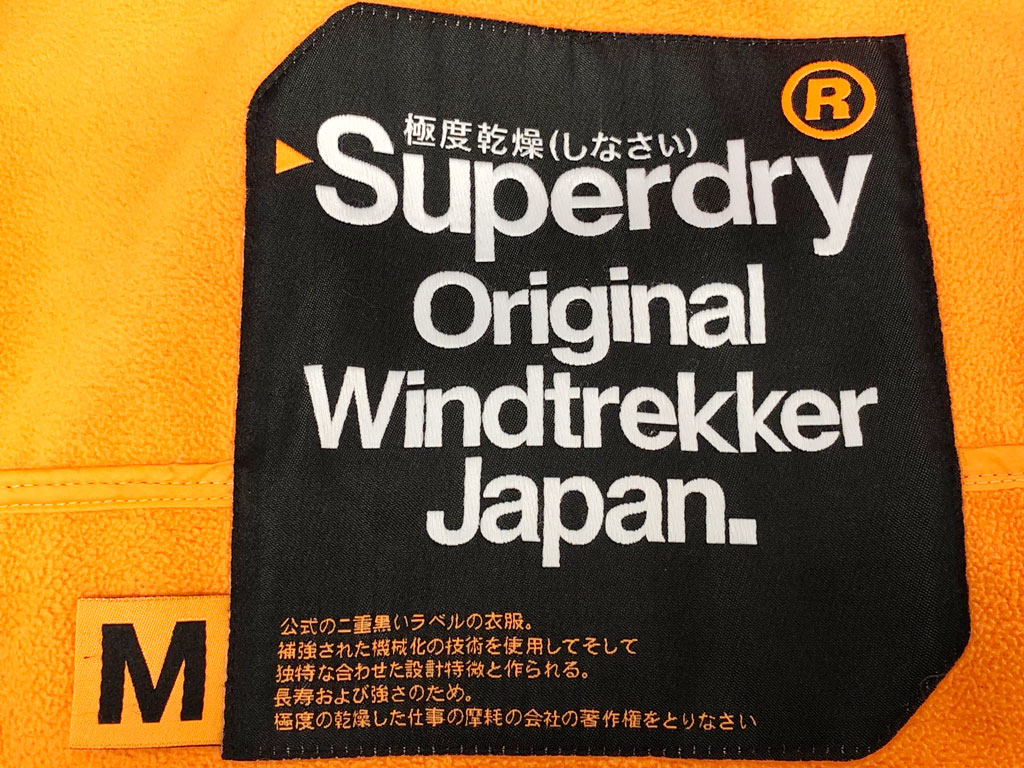 ®
極度乾燥(しなさい)
Superdry
Original
Windtrekker
Japan.
公式の二重黒いラベルの衣服。
補強された機械化の技術を使用してそして
独特な合わせた設計特徴と作られる。
長寿および強さのため。
極度の乾燥した仕事の摩耗の会社の著作権をとりなさい
M